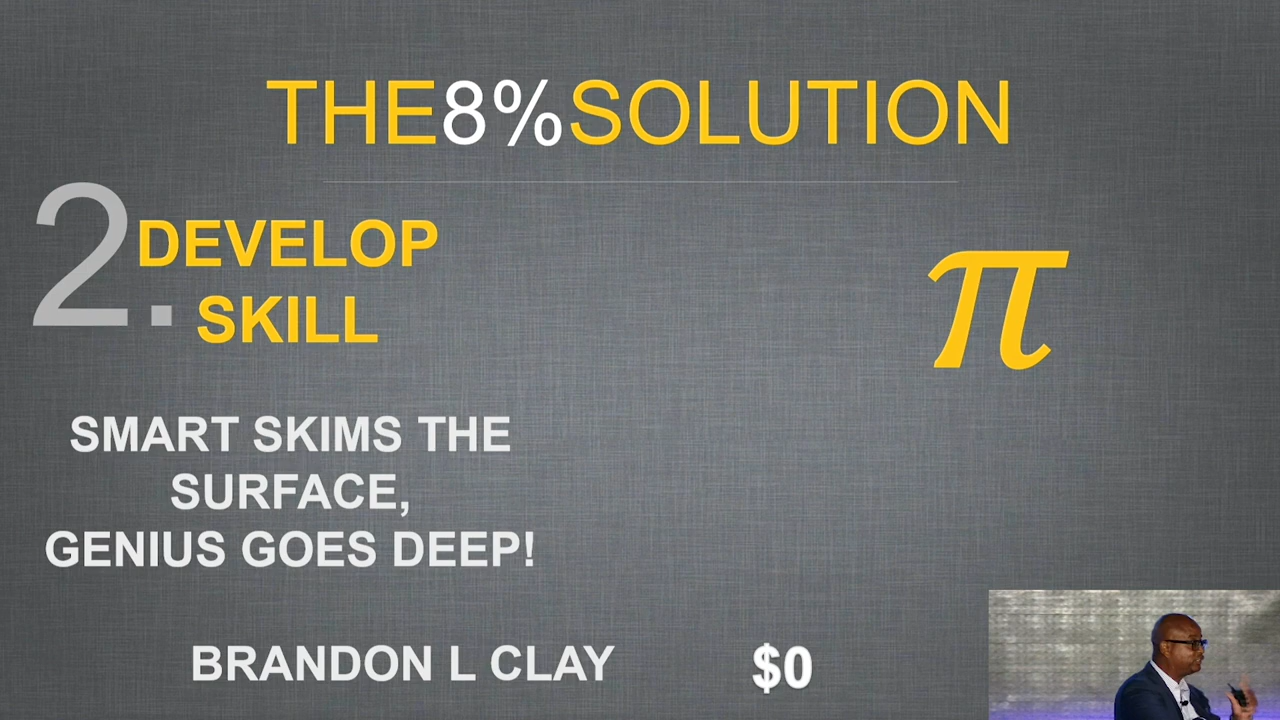 THE8%SOLUTION
2.
DEVELOP
SKILL
π
SMART SKIMS THE
SURFACE,
GENIUS GOES DEEP!
BRANDON L CLAY
$0